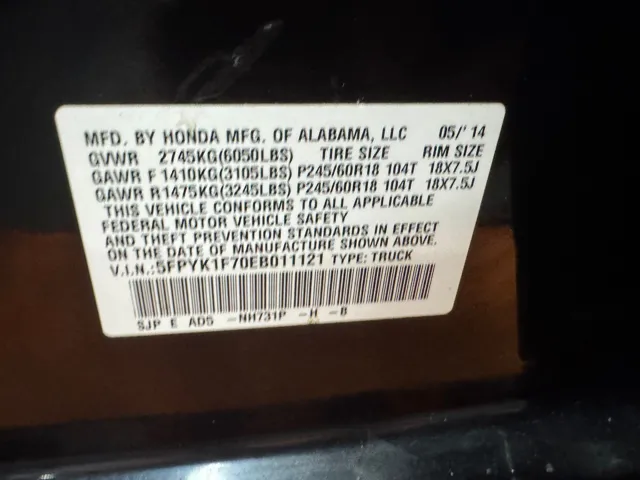 MFD. BY HONDA MFG. OF ALABAMA, LLC 05/'14
GVWR 2745KG(6050LBS) TIRE SIZE RIM SIZE
GAWR F 1410KG(3105LBS) P245/60R18 104T 18X7.5J
GAWR R 1475KG(3245LBS) P245/60R18 104T 18X7.5J
THIS VEHICLE CONFORMS TO ALL APPLICABLE
FEDERAL MOTOR VEHICLE SAFETY
AND THEFT PREVENTION STANDARDS IN EFFECT
ON THE DATE OF MANUFACTURE SHOWN ABOVE.
V.I.N.:5FPYK1F70EB011121 TYPE: TRUCK
SJP E AD5 -NH731P -H -B